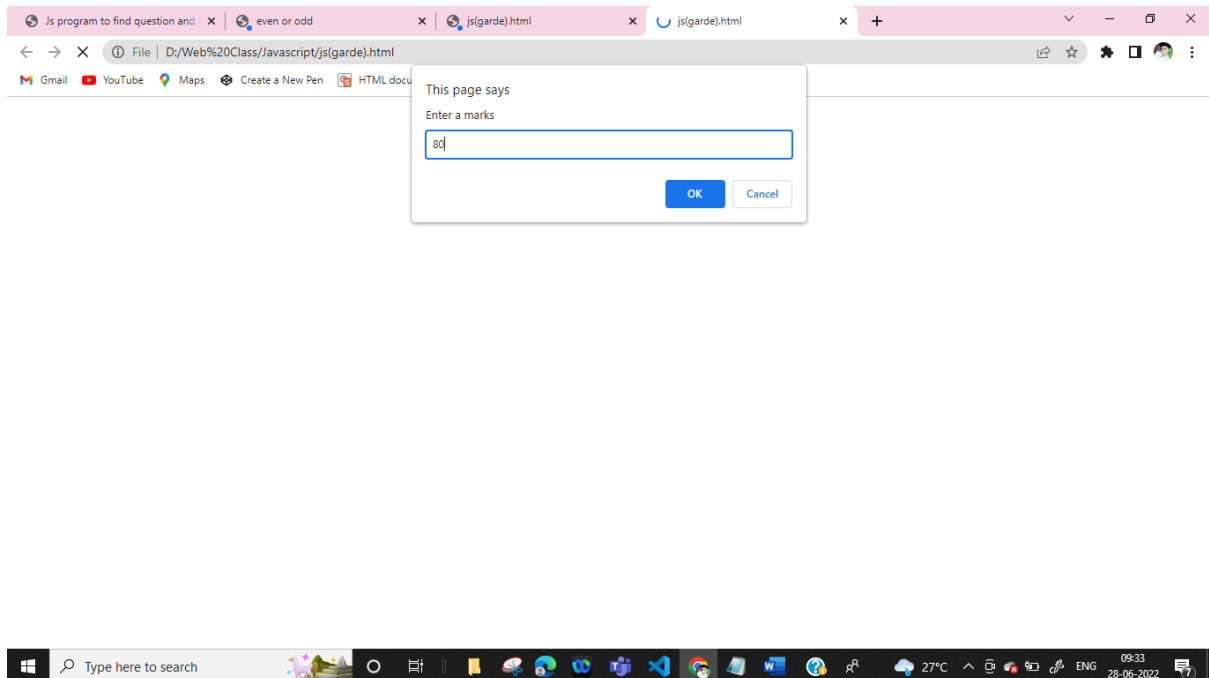 Js program to find question and
even or odd
js(garde).html
js(garde).html
File | D:/Web%20Class/Javascript/js(garde).html
Gmail YouTube Maps Create a New Pen HTML docu
This page says
Enter a marks
80
OK Cancel
Type here to search
27°C ENG 09:33
28-06-2022
7